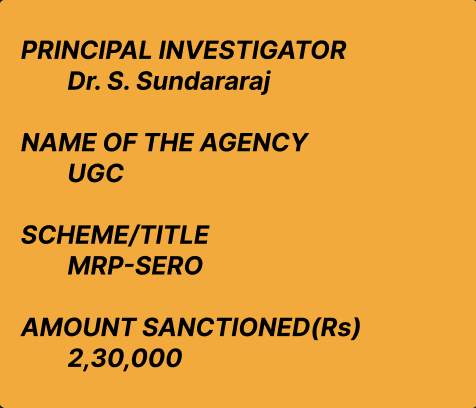 PRINCIPAL INVESTIGATOR
Dr. S. Sundararaj
NAME OF THE AGENCY
UGC
SCHEME/TITLE
MRP-SERO
AMOUNT SANCTIONED(Rs)
2,30,000